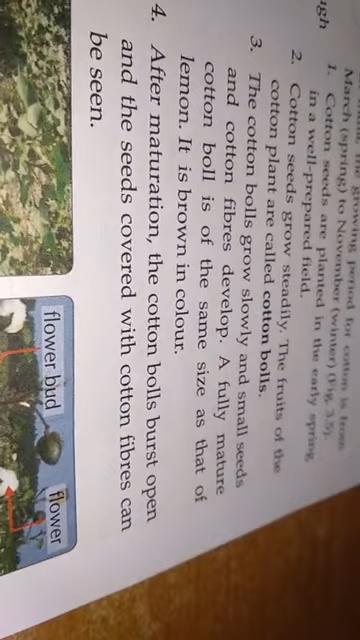 growing period for cotton is from
March (spring) to November (winter) (Fig. 3.5).
ugh
1. Cotton seeds are planted in the early spring
in a well-prepared field.
2. Cotton seeds grow steadily. The fruits of the
cotton plant are called cotton bolls.
3. The cotton bolls grow slowly and small seeds
and cotton fibres develop. A fully mature
cotton boll is of the same size as that of
lemon. It is brown in colour.
4. After maturation, the cotton bolls burst open
and the seeds covered with cotton fibres can
be seen.
flower bud
flower